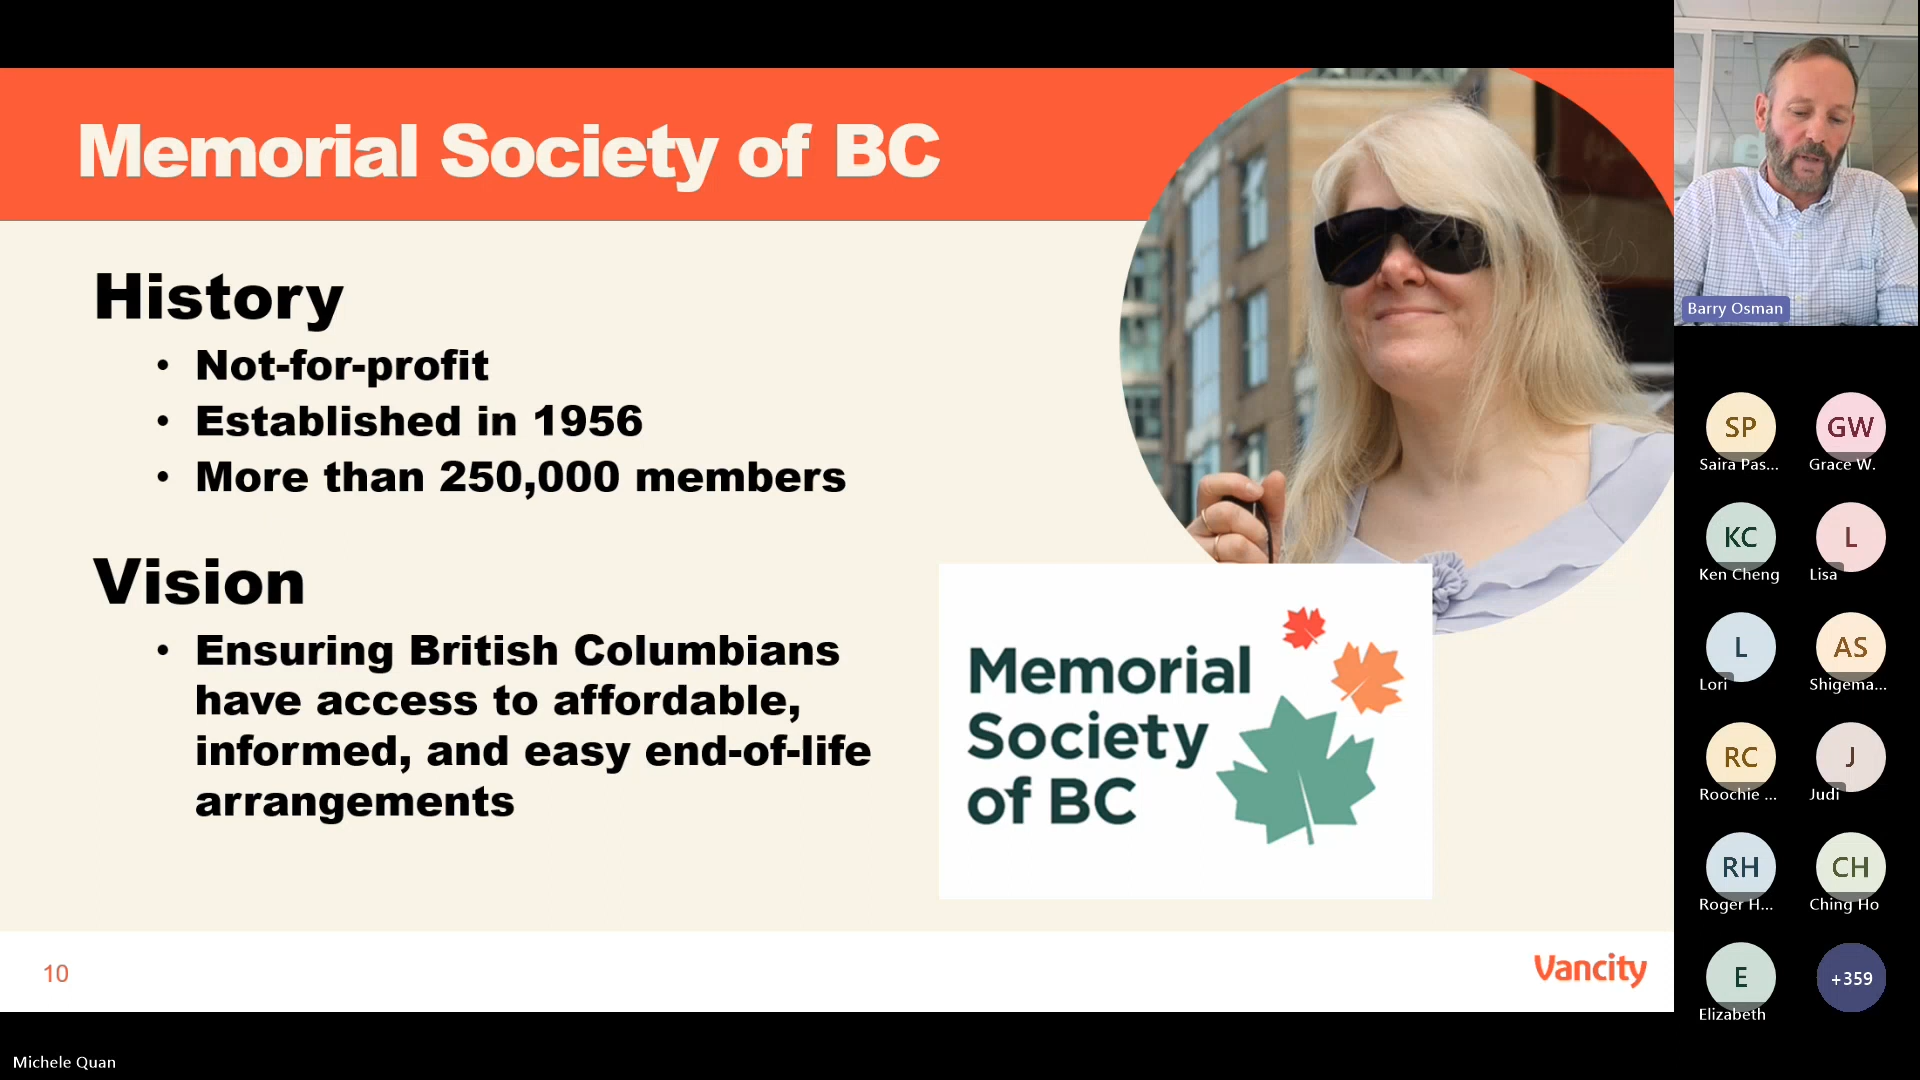 Memorial Society of BC
History
• Not-for-profit
• Established in 1956
• More than 250,000 members
Vision
• Ensuring British Columbians
have access to affordable,
informed, and easy end-of-life
arrangements
Memorial
Society
of BC
10
Vancity
Michele Quan
Barry Osman
SP
Saira Pas...
GW
Grace W.
KC
Ken Cheng
L
Lisa
L
Lori
AS
Shigema...
RC
Roochie ...
J
Judi
RH
Roger H...
CH
Ching Ho
E
Elizabeth
+359